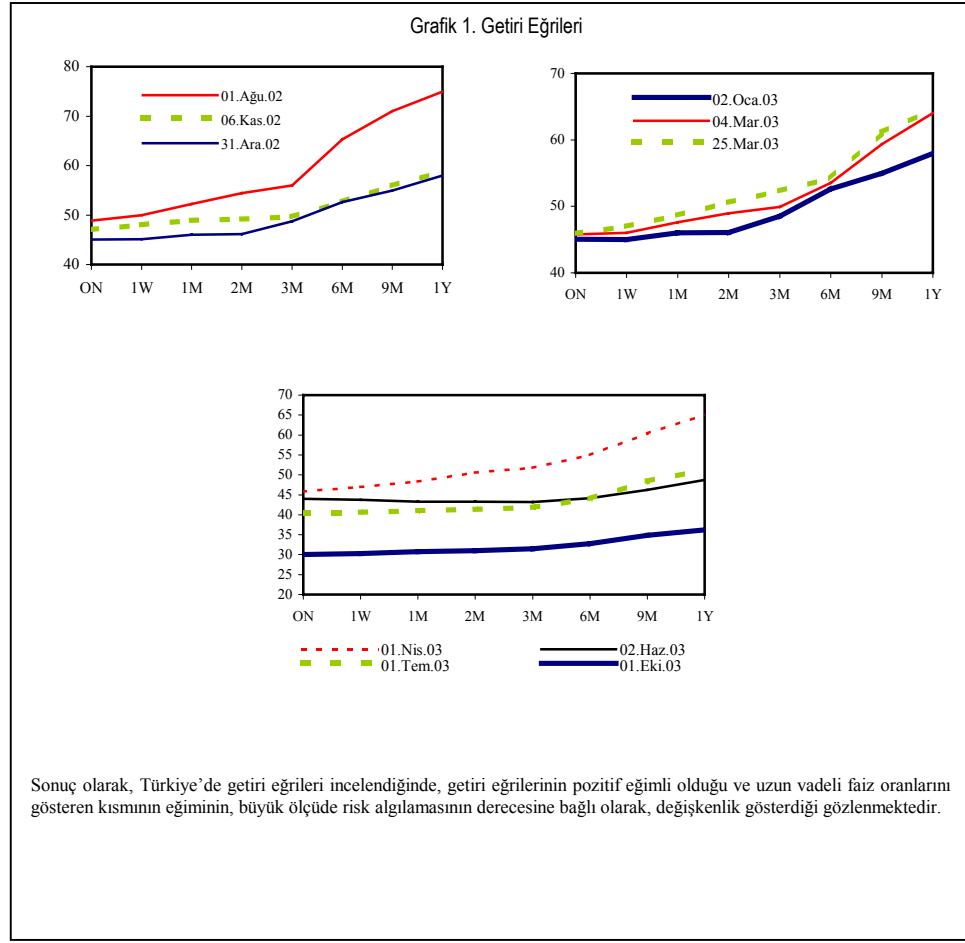 Grafik 1. Getiri Eğrileri
80
70
60
50
40
ON 1W 1M 2M 3M 6M 9M 1Y
01.Ağu.02
06.Kas.02
31.Ara.02
70
60
50
40
ON 1W 1M 2M 3M 6M 9M 1Y
02.Oca.03
04.Mar.03
25.Mar.03
70
65
60
55
50
45
40
35
30
25
20
ON 1W 1M 2M 3M 6M 9M 1Y
01.Nis.03 02.Haz.03
01.Tem.03 01.Eki.03
Sonuç olarak, Türkiye’de getiri eğrileri incelendiğinde, getiri eğrilerinin pozitif eğimli olduğu ve uzun vadeli faiz oranlarını
gösteren kısmının eğiminin, büyük ölçüde risk algılamasının derecesine bağlı olarak, değişkenlik gösterdiği gözlenmektedir.